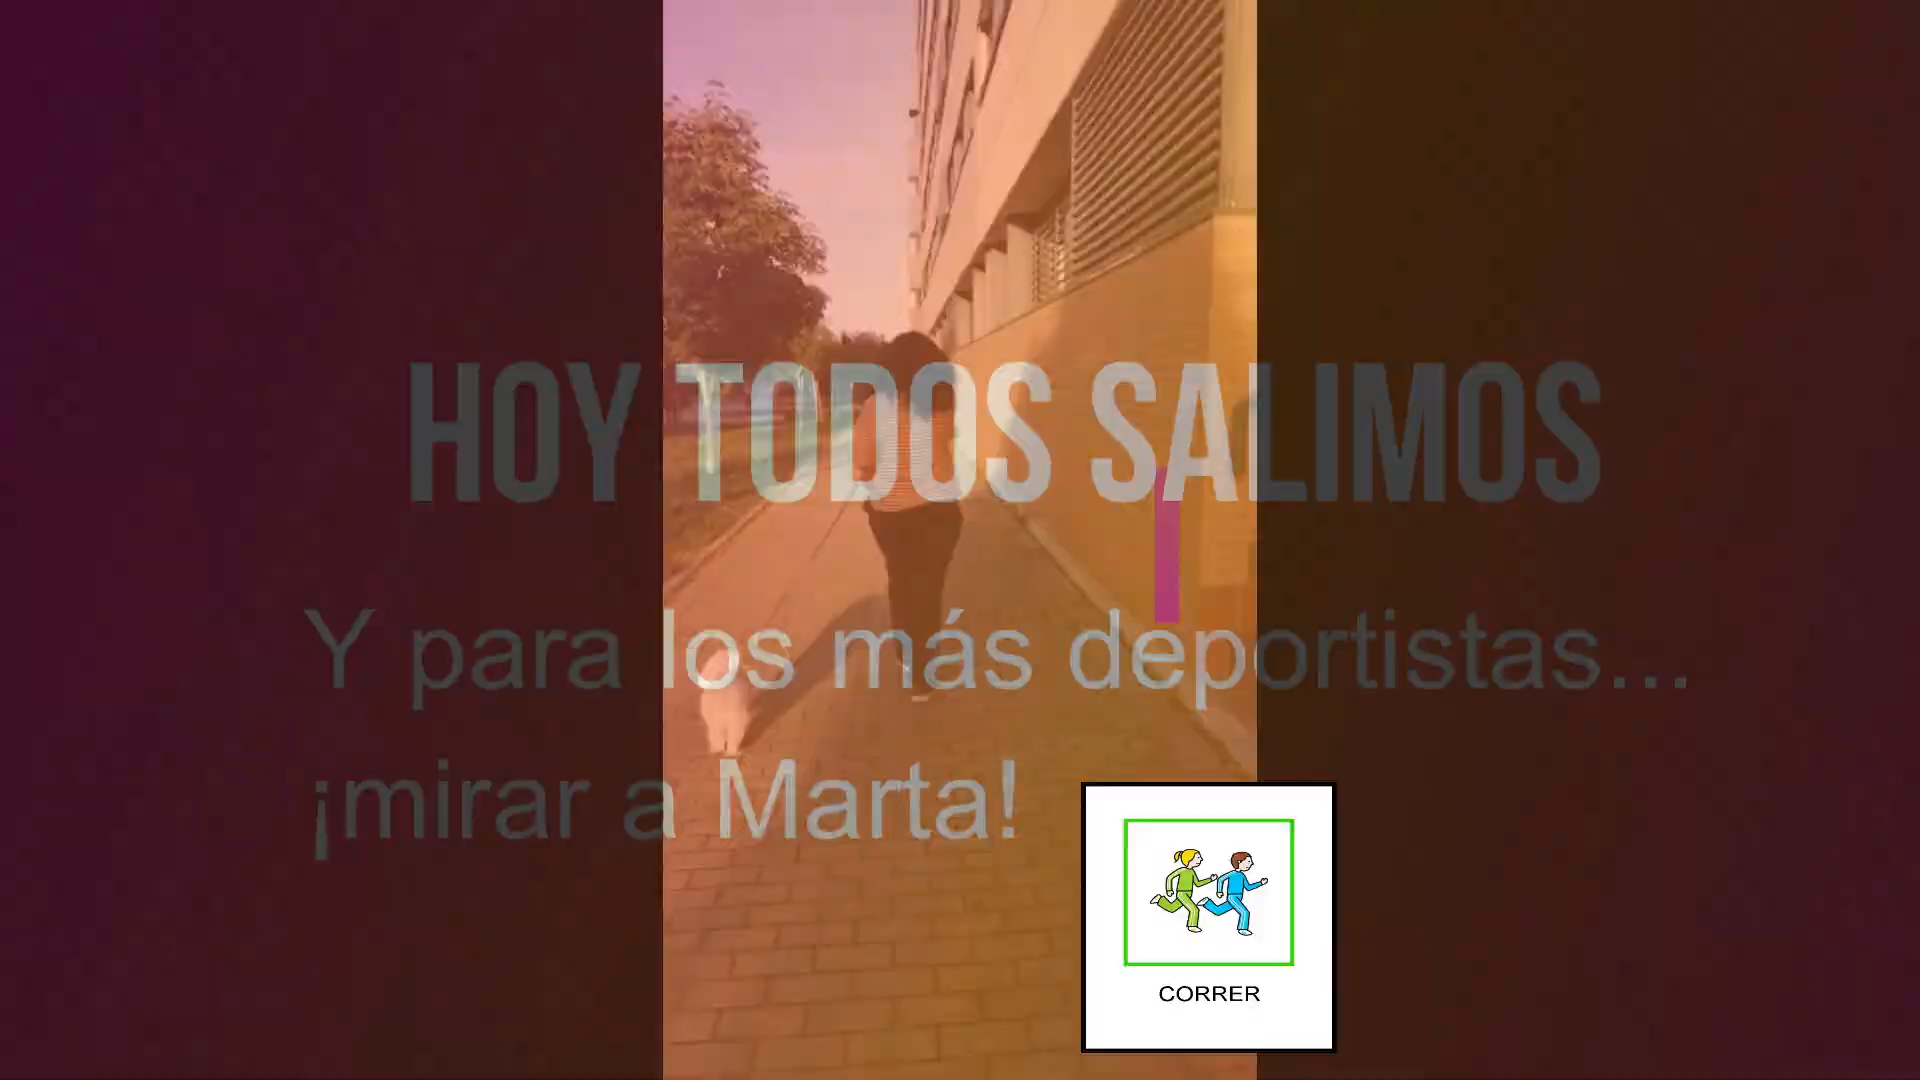 HOY TODOS SALIMOS
Y para los más deportistas...
¡mirar a Marta!
CORRER